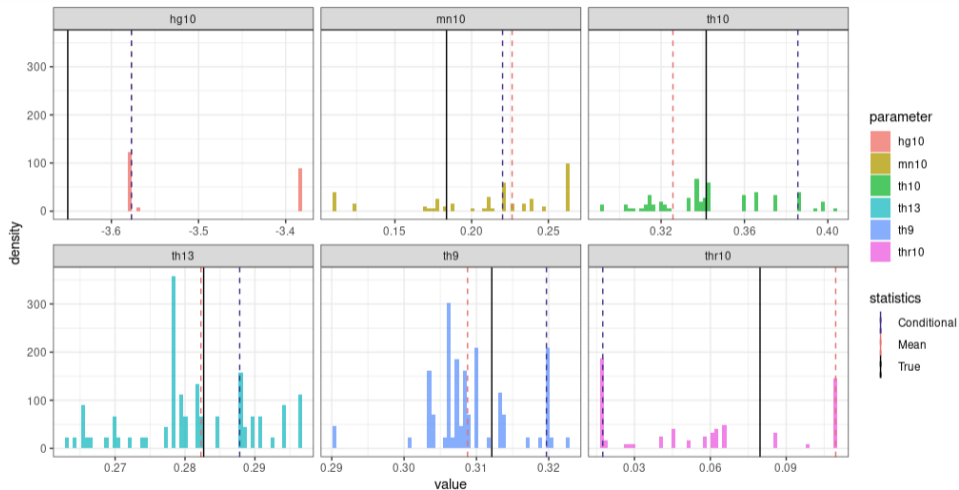 hg10 mn10 th10
300
200
100
0
-3.6 -3.5 -3.4 0.15 0.20 0.25 0.32 0.36 0.40
th13 th9 thr10
300
200
100
0
0.27 0.28 0.29 0.29 0.30 0.31 0.32 0.03 0.06 0.09
density
value
parameter
hg10
mn10
th10
th13
th9
thr10
statistics
Conditional
Mean
True